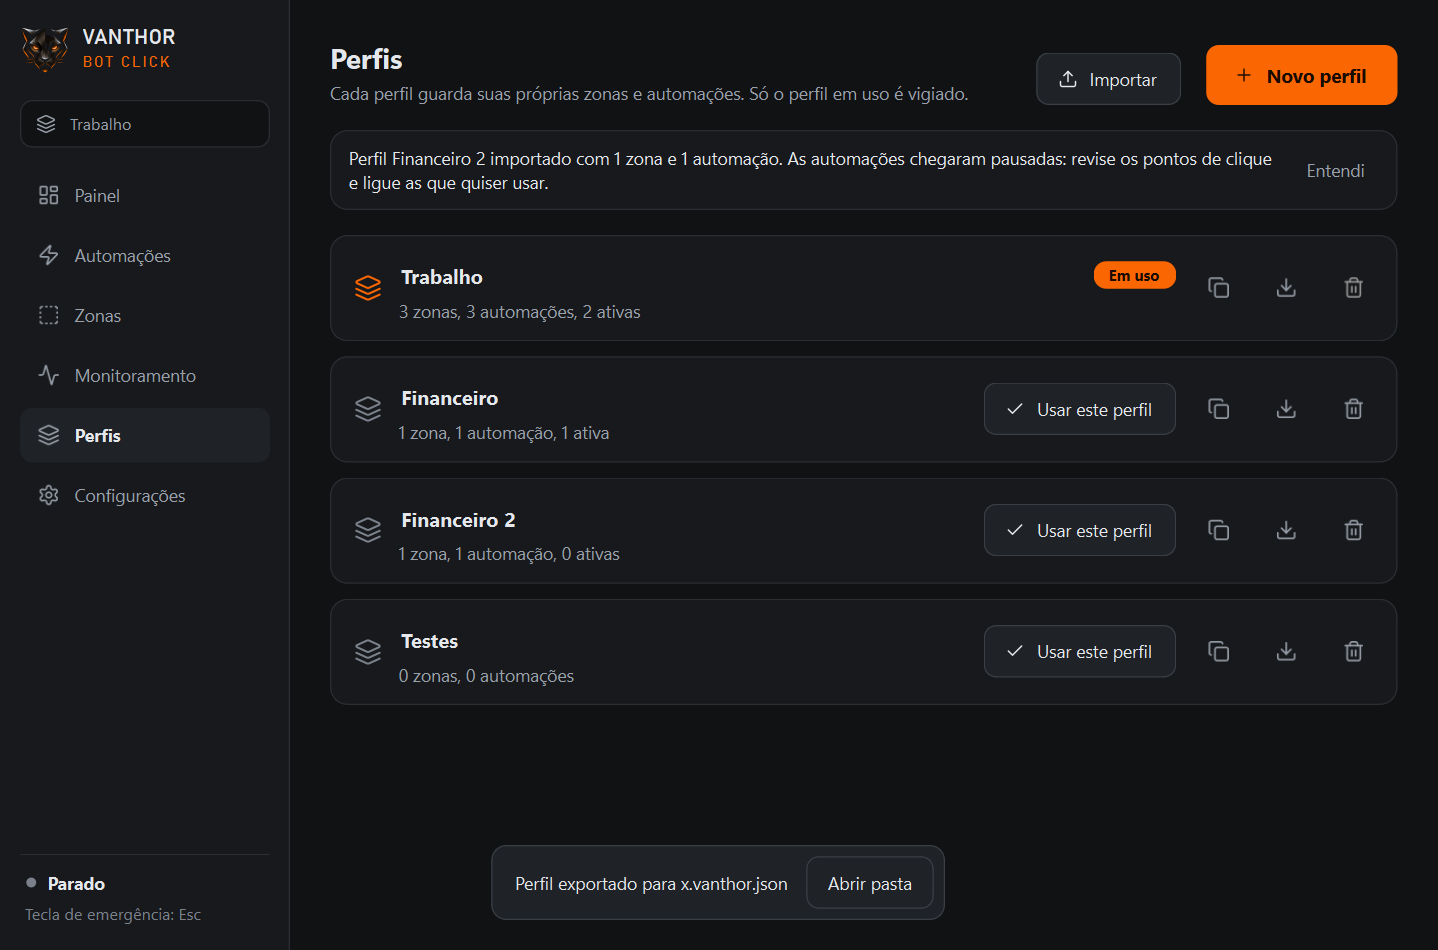 VANTHOR
BOT CLICK
Trabalho
Painel
Automações
Zonas
Monitoramento
Perfis
Configurações
Parado
Tecla de emergência: Esc
Perfis
Cada perfil guarda suas próprias zonas e automações. Só o perfil em uso é vigiado.
Importar
Novo perfil
Perfil Financeiro 2 importado com 1 zona e 1 automação. As automações chegaram pausadas: revise os pontos de clique
e ligue as que quiser usar.
Entendi
Trabalho
3 zonas, 3 automações, 2 ativas
Em uso
Financeiro
1 zona, 1 automação, 1 ativa
Usar este perfil
Financeiro 2
1 zona, 1 automação, 0 ativas
Usar este perfil
Testes
0 zonas, 0 automações
Usar este perfil
Perfil exportado para x.vanthor.json
Abrir pasta